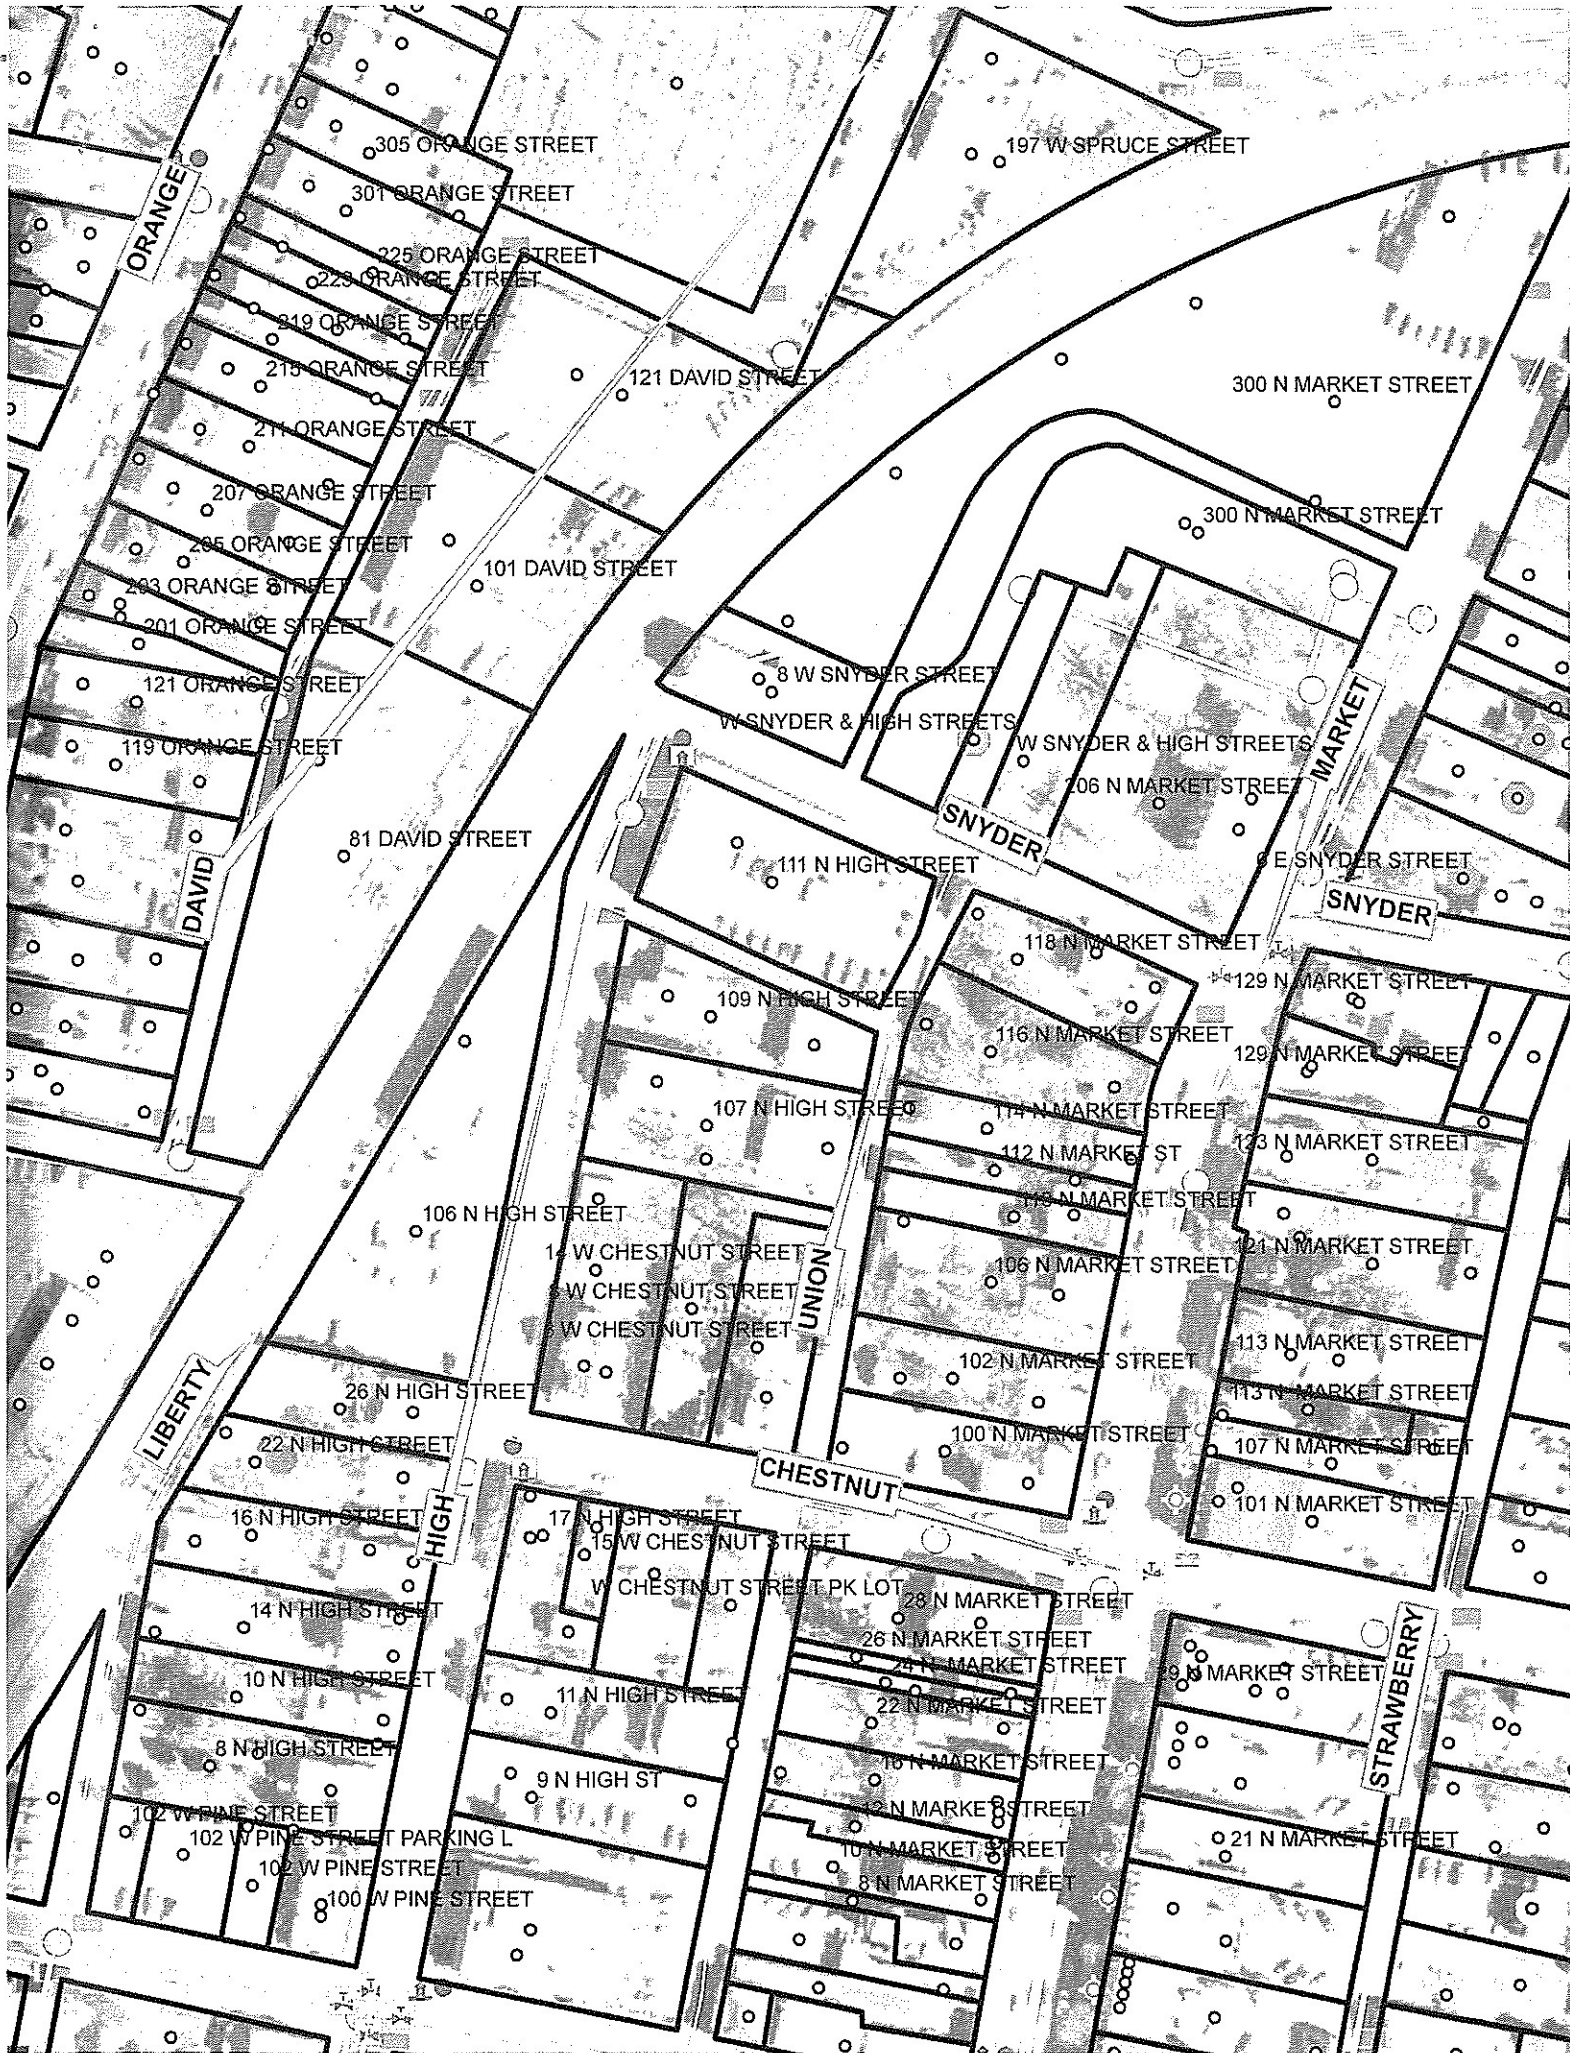 305 ORANGE STREET
197 W SPRUCE STREET
301 ORANGE STREET
ORANGE
225 ORANGE STREET
223 ORANGE STREET
219 ORANGE STREET
215 ORANGE STREET
121 DAVID STREET
300 N MARKET STREET
211 ORANGE STREET
207 ORANGE STREET
300 N MARKET STREET
205 ORANGE STREET
101 DAVID STREET
203 ORANGE STREET
201 ORANGE STREET
8 W SNYDER STREET
121 ORANGE STREET
W SNYDER & HIGH STREETS
MARKET
119 ORANGE STREET
W SNYDER & HIGH STREETS
206 N MARKET STREET
81 DAVID STREET
SNYDER
111 N HIGH STREET
6 E SNYDER STREET
DAVID
SNYDER
118 N MARKET STREET
129 N MARKET STREET
109 N HIGH STREET
116 N MARKET STREET
129 N MARKET STREET
107 N HIGH STREET
114 N MARKET STREET
123 N MARKET STREET
112 N MARKET ST
N MARKET STREET
106 N HIGH STREET
14 W CHESTNUT STREET
121 N MARKET STREET
106 N MARKET STREET
W CHESTNUT STREET
UNION
W CHESTNUT STREET
113 N MARKET STREET
102 N MARKET STREET
26 N HIGH STREET
113 N MARKET STREET
LIBERTY
22 N HIGH STREET
100 N MARKET STREET
107 N MARKET STREET
CHESTNUT
101 N MARKET STREET
16 N HIGH STREET
HIGH
17 N HIGH STREET
15 W CHESTNUT STREET
W CHESTNUT STREET PK LOT
28 N MARKET STREET
14 N HIGH STREET
26 N MARKET STREET
24 N MARKET STREET
29 N MARKET STREET
STRAWBERRY
10 N HIGH STREET
11 N HIGH STREET
22 N MARKET STREET
8 N HIGH STREET
16 N MARKET STREET
9 N HIGH ST
12 N MARKET STREET
102 W PINE STREET
102 W PINE STREET PARKING L
21 N MARKET STREET
10 N MARKET STREET
102 W PINE STREET
8 N MARKET STREET
100 W PINE STREET